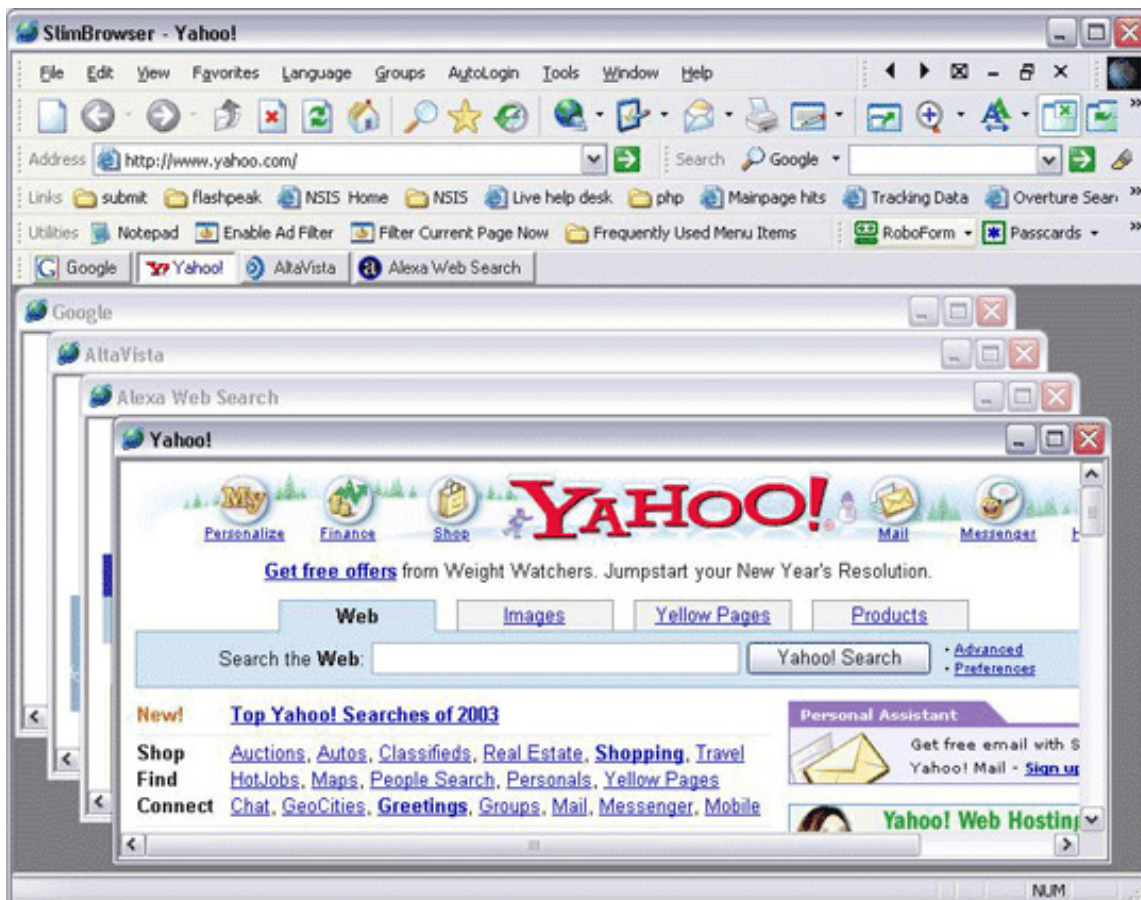 SlimBrowser - Yahoo!
File Edit View Favorites Language Groups AutoLogin Tools Window Help
Address http://www.yahoo.com/ Search Google
Links submit flashpeak NSIS Home NSIS Live help desk php Mainpage hits Tracking Data Overture Sear
Utilities Notepad Enable Ad Filter Filter Current Page Now Frequently Used Menu Items RoboForm Passcards
Google Yahoo! AltaVista Alexa Web Search
Google
AltaVista
Alexa Web Search
Yahoo!
My YAHOO!
Personalize Finance Shop Mail Messenger
Get free offers from Weight Watchers. Jumpstart your New Year's Resolution.
Web Images Yellow Pages Products
Search the Web: Yahoo! Search · Advanced
· Preferences
New! Top Yahoo! Searches of 2003
Personal Assistant
Shop Auctions, Autos, Classifieds, Real Estate, Shopping, Travel
Find HotJobs, Maps, People Search, Personals, Yellow Pages
Connect Chat, GeoCities, Greetings, Groups, Mail, Messenger, Mobile
Get free email with S
Yahoo! Mail - Sign up
Yahoo! Web Hosting
NUM